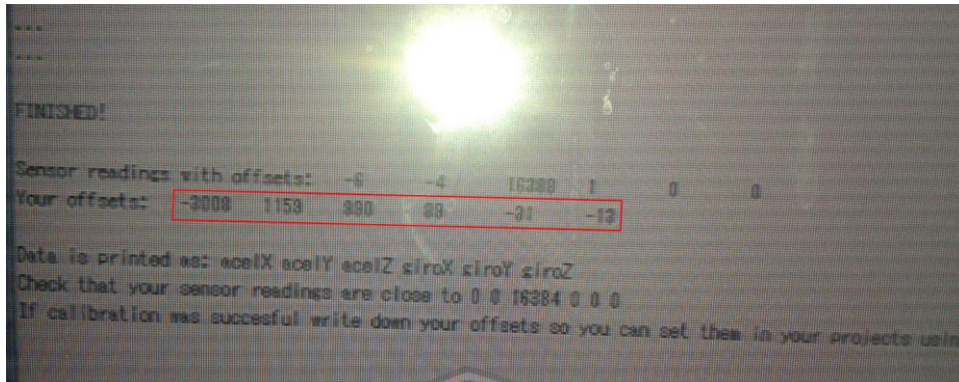 ...
...
FINISHED!
Sensor readings with offsets: -6 -4 16389 1 0 0
Your offsets: -3008 1153 990 89 -31 -13
Data is printed as: acelX acelY acelZ giroX giroY giroZ
Check that your sensor readings are close to 0 0 16384 0 0 0
If calibration was succesful write down your offsets so you can set them in your projects usin